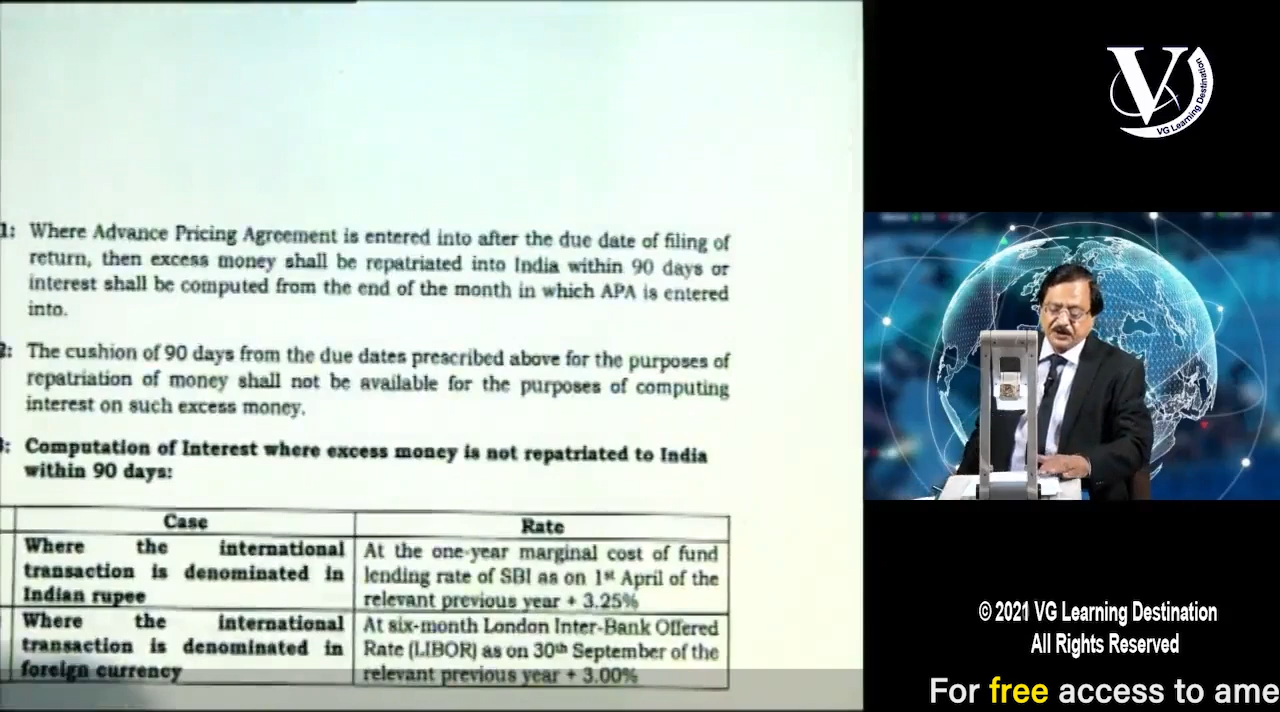 1: Where Advance Pricing Agreement is entered into after the due date of filing of
return, then excess money shall be repatriated into India within 90 days or
interest shall be computed from the end of the month in which APA is entered
into.
2: The cushion of 90 days from the due dates prescribed above for the purposes of
repatriation of money shall not be available for the purposes of computing
interest on such excess money.
3: Computation of Interest where excess money is not repatriated to India
within 90 days:
Case Rate
Where the international
transaction is denominated in
Indian rupee
At the one-year marginal cost of fund
lending rate of SBI as on 1st April of the
relevant previous year + 3.25%
Where the international
transaction is denominated in
foreign currency
At six-month London Inter-Bank Offered
Rate (LIBOR) as on 30th September of the
relevant previous year + 3.00%
V
VG Learning Destination
© 2021 VG Learning Destination
All Rights Reserved
For free access to ame